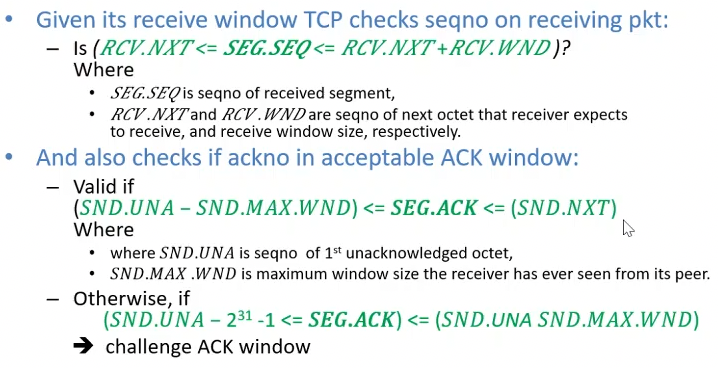 • Given its receive window TCP checks seqno on receiving pkt:
– Is (RCV.NXT <= SEG.SEQ <= RCV.NXT+RCV.WND)?
Where
• SEG.SEQ is seqno of received segment,
• RCV.NXT and RCV.WND are seqno of next octet that receiver expects
to receive, and receive window size, respectively.
• And also checks if ackno in acceptable ACK window:
– Valid if
(SND.UNA – SND.MAX.WND) <= SEG.ACK <= (SND.NXT)
Where
• where SND.UNA is seqno of 1st unacknowledged octet,
• SND.MAX .WND is maximum window size the receiver has ever seen from its peer.
– Otherwise, if
(SND.UNA – 2³¹ -1 <= SEG.ACK) <= (SND.UNA SND.MAX.WND)
➔ challenge ACK window